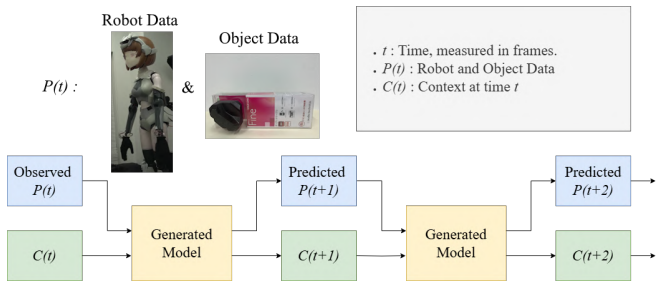 Robot Data
Object Data
P(t) :
&
• t : Time, measured in frames.
• P(t) : Robot and Object Data
• C(t) : Context at time t
Observed
P(t)
Predicted
P(t+1)
Predicted
P(t+2)
Generated
Model
Generated
Model
C(t)
C(t+1)
C(t+2)
Fine